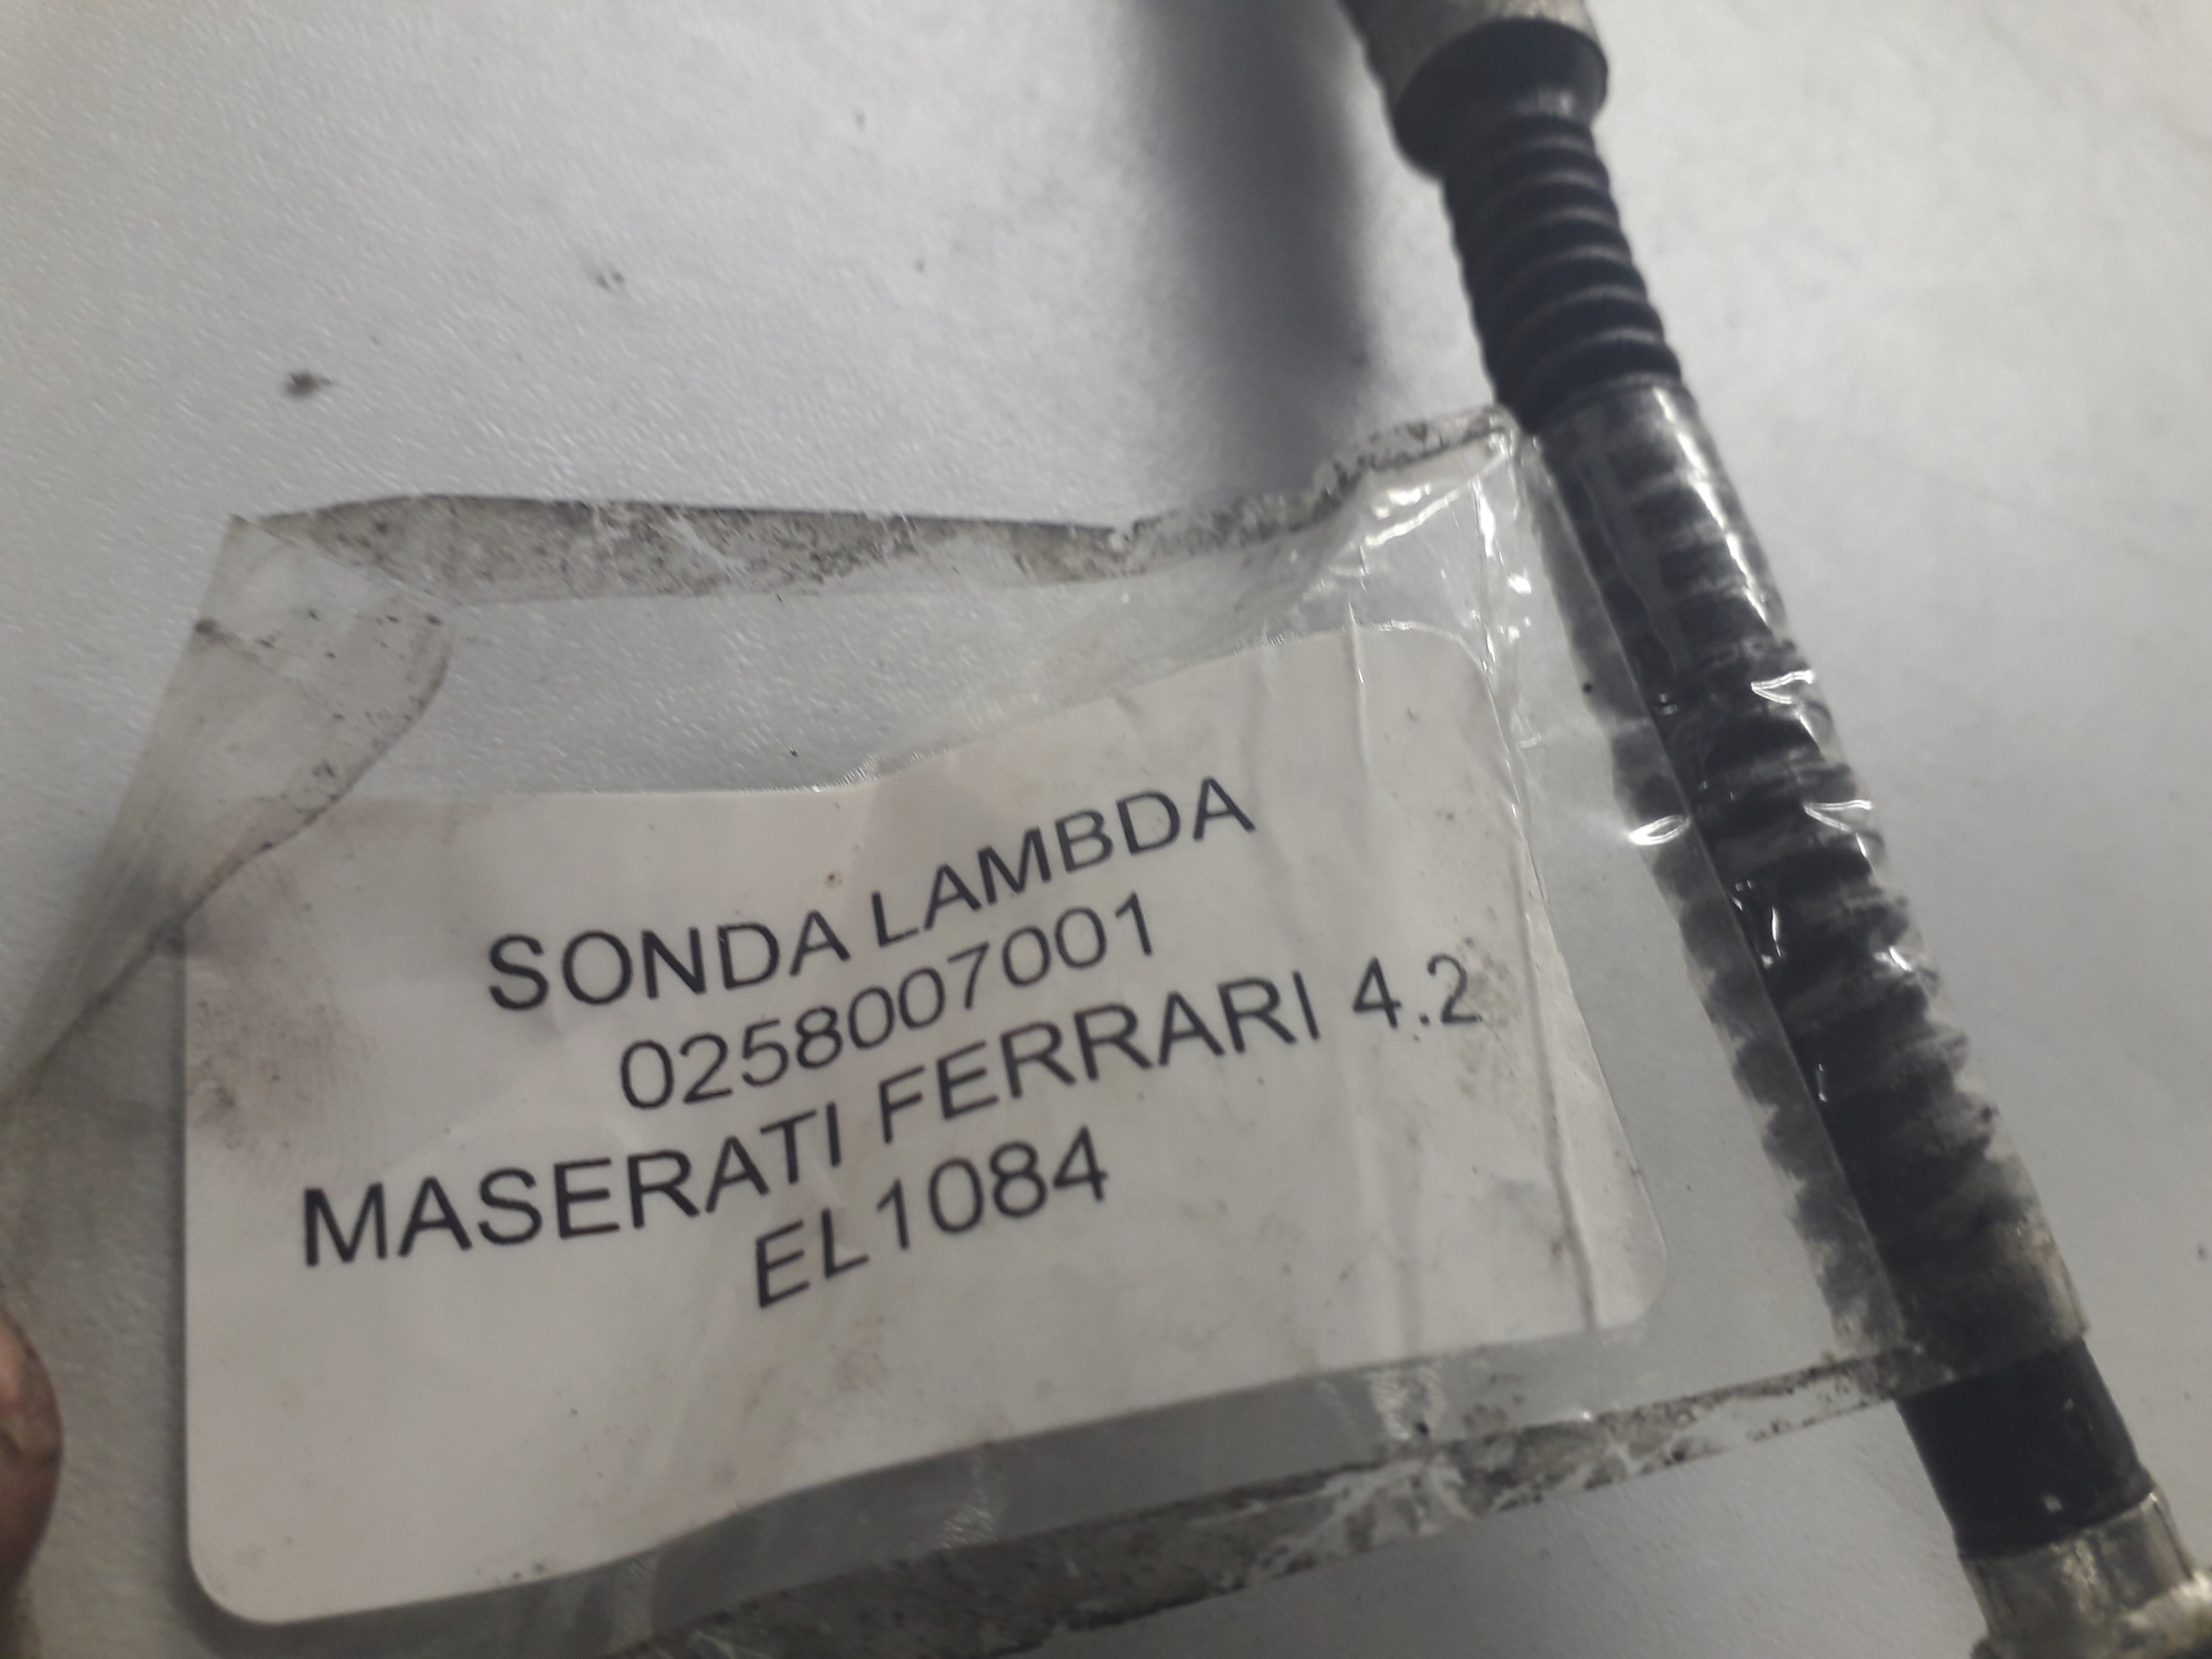 SONDA LAMBDA
0258007001
MASERATI FERRARI 4.2
EL1084